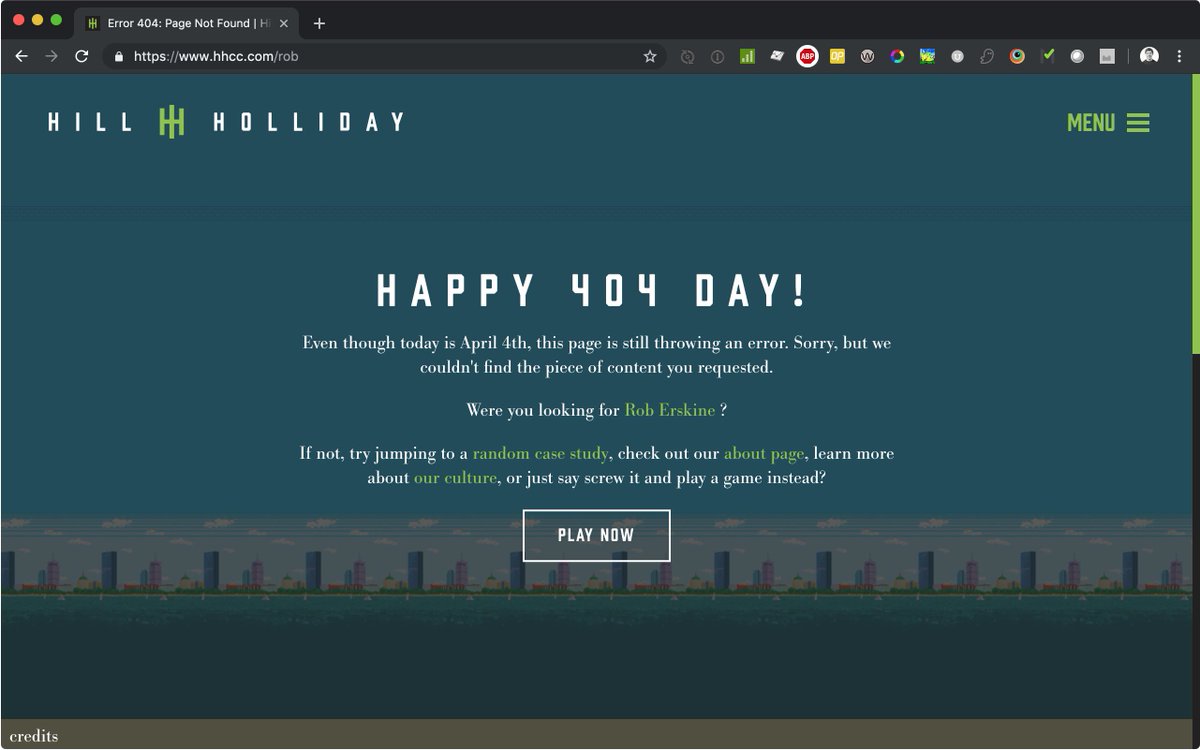 Error 404: Page Not Found | Hi
https://www.hhcc.com/rob
ABP
DP
W
HILL HOLLIDAY
MENU
HAPPY 404 DAY!
Even though today is April 4th, this page is still throwing an error. Sorry, but we
couldn't find the piece of content you requested.
Were you looking for Rob Erskine ?
If not, try jumping to a random case study, check out our about page, learn more
about our culture, or just say screw it and play a game instead?
PLAY NOW
credits